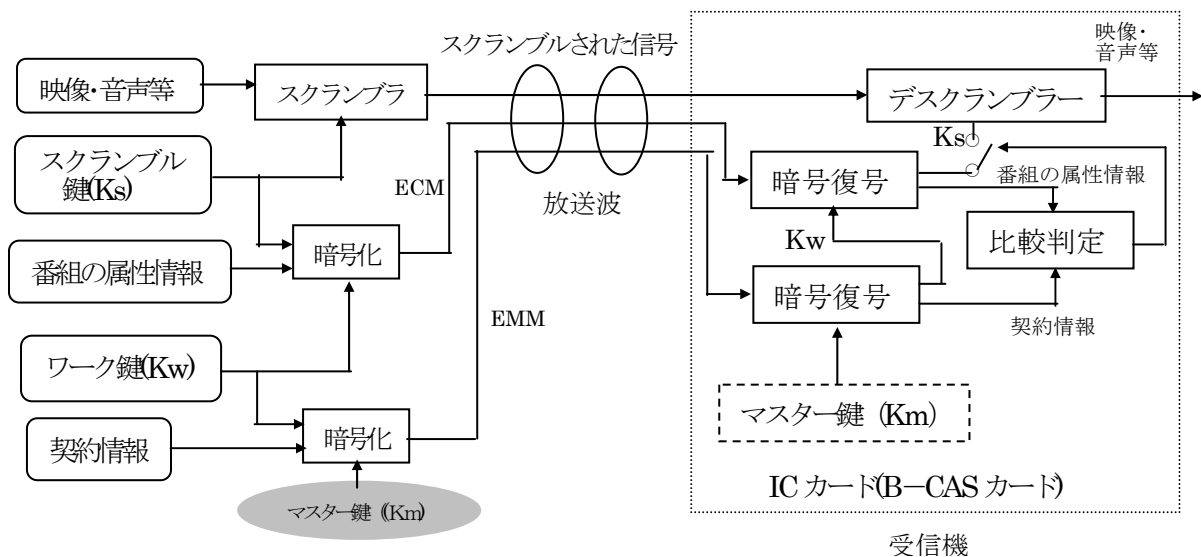 スクランブルされた信号
映像・
音声等
映像・音声等
スクランブラ
デスクランブラー
スクランブル
鍵(Ks)
ECM
放送波
Ks
暗号復号
番組の属性情報
Kw
比較判定
番組の属性情報
暗号化
暗号復号
EMM
契約情報
ワーク鍵(Kw)
マスター鍵 (Km)
契約情報
暗号化
マスター鍵 ((Km)
IC カード(B－CAS カード)
受信機